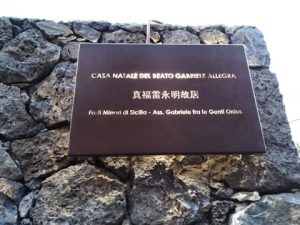 CASA NATALE DEL BEATO GABRIELE ALLEGRA
真福雷永明故居
Frati Minori di Sicilia - Ass. Gabriele fra le Genti Onlus